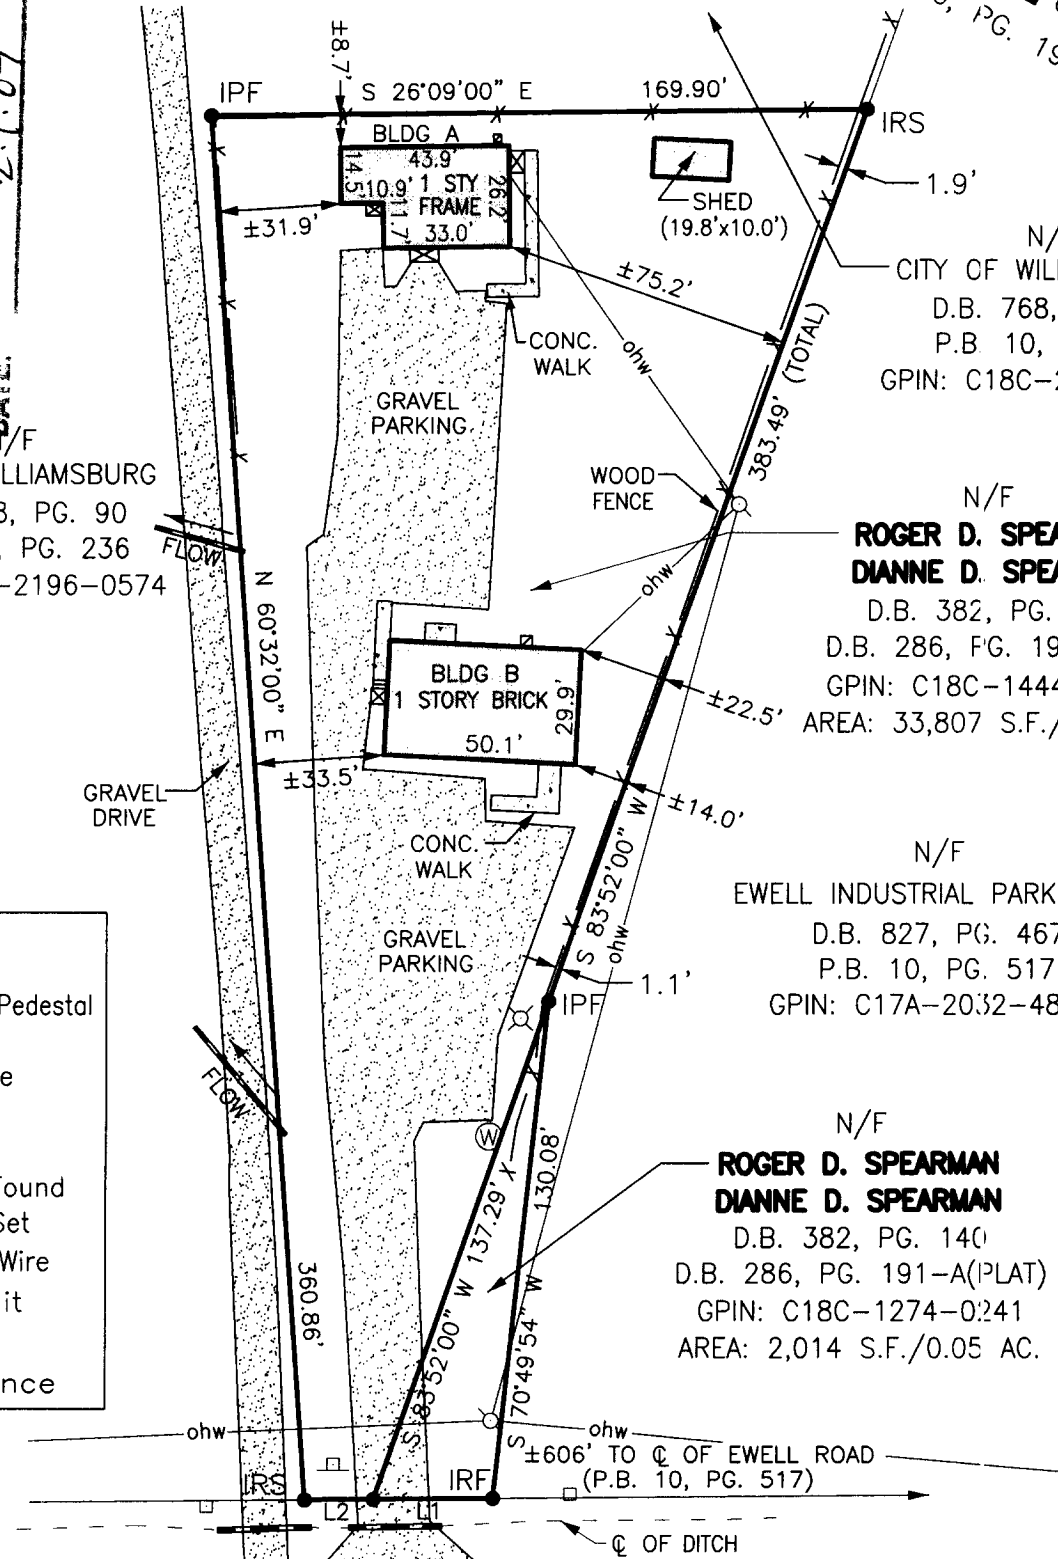 PG. 19
±8.7'
IPF
S 26°09'00" E
169.90'
IRS
BLDG A
43.9'
14.5'
10.9'
1 STY
FRAME
26.2'
11.7'
33.0'
±31.9'
SHED
(19.8'x10.0')
1.9'
±75.2'
N/
CITY OF WIL
D.B. 768,
P.B. 10,
GPIN: C18C-2
CONC.
WALK
ohw
(TOTAL)
383.49'
GRAVEL
PARKING
/F
LLIAMSBURG
, PG. 90
, PG. 236
-2196-0574
FLOW
WOOD
FENCE
N/F
ROGER D. SPEA
DIANNE D. SPEA
D.B. 382, PG.
D.B. 286, PG. 19
GPIN: C18C-1444
AREA: 33,807 S.F./
ohw
N 60°32'00" E
BLDG B
1 STORY BRICK
29.9'
50.1'
±22.5'
±33.5'
±14.0'
GRAVEL
DRIVE
CONC.
WALK
S 83°52'00" W
ohw
N/F
EWELL INDUSTRIAL PARK
D.B. 827, PG. 467
P.B. 10, PG. 517
GPIN: C17A-2032-48
GRAVEL
PARKING
1.1'
IPF
Pedestal
e
ound
Set
Wire
it
nce
FLOW
W
130.08'
137.29'
N/F
ROGER D. SPEARMAN
DIANNE D. SPEARMAN
D.B. 382, PG. 140
D.B. 286, PG. 191-A(PLAT)
GPIN: C18C-1274-0241
AREA: 2,014 S.F./0.05 AC.
360.86'
S 83°52'00" W
S 70°49'54" W
ohw
ohw
±606' TO ℄ OF EWELL ROAD
(P.B. 10, PG. 517)
IRS
IRF
L2
L1
℄ OF DITCH